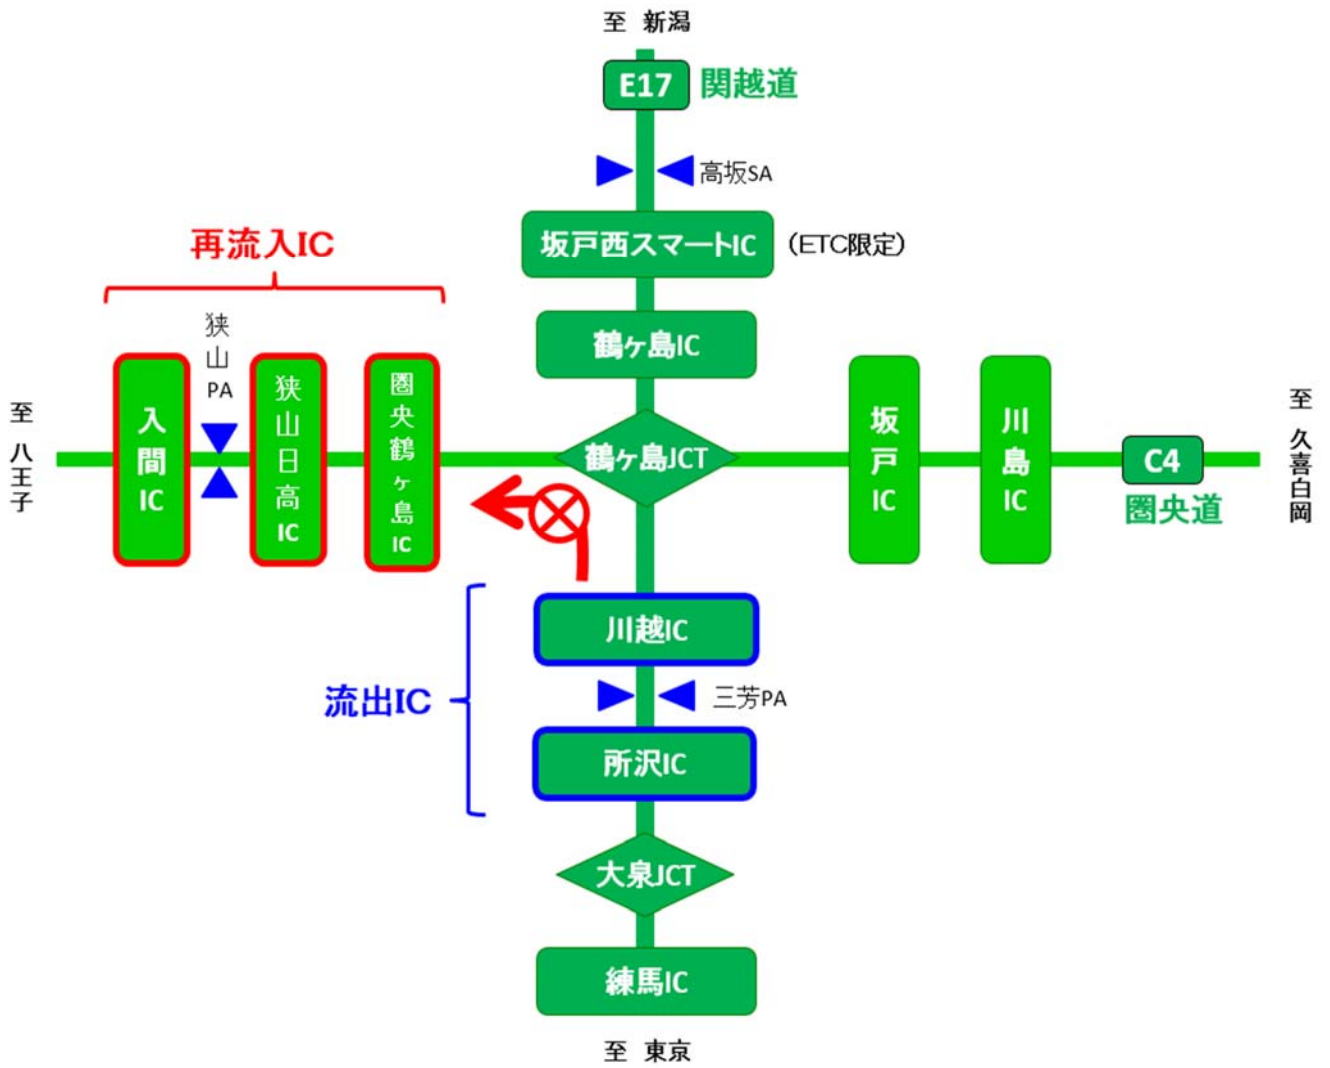 至 新潟
E17 関越道
高坂SA
坂戸西スマートIC （ETC限定）
再流入IC
鶴ヶ島IC
狭山PA
入間IC
狭山日高IC
圏央鶴ヶ島IC
至 八王子
鶴ヶ島JCT
坂戸IC
川島IC
C4
圏央道
至 久喜白岡
川越IC
流出IC
三芳PA
所沢IC
大泉JCT
練馬IC
至 東京